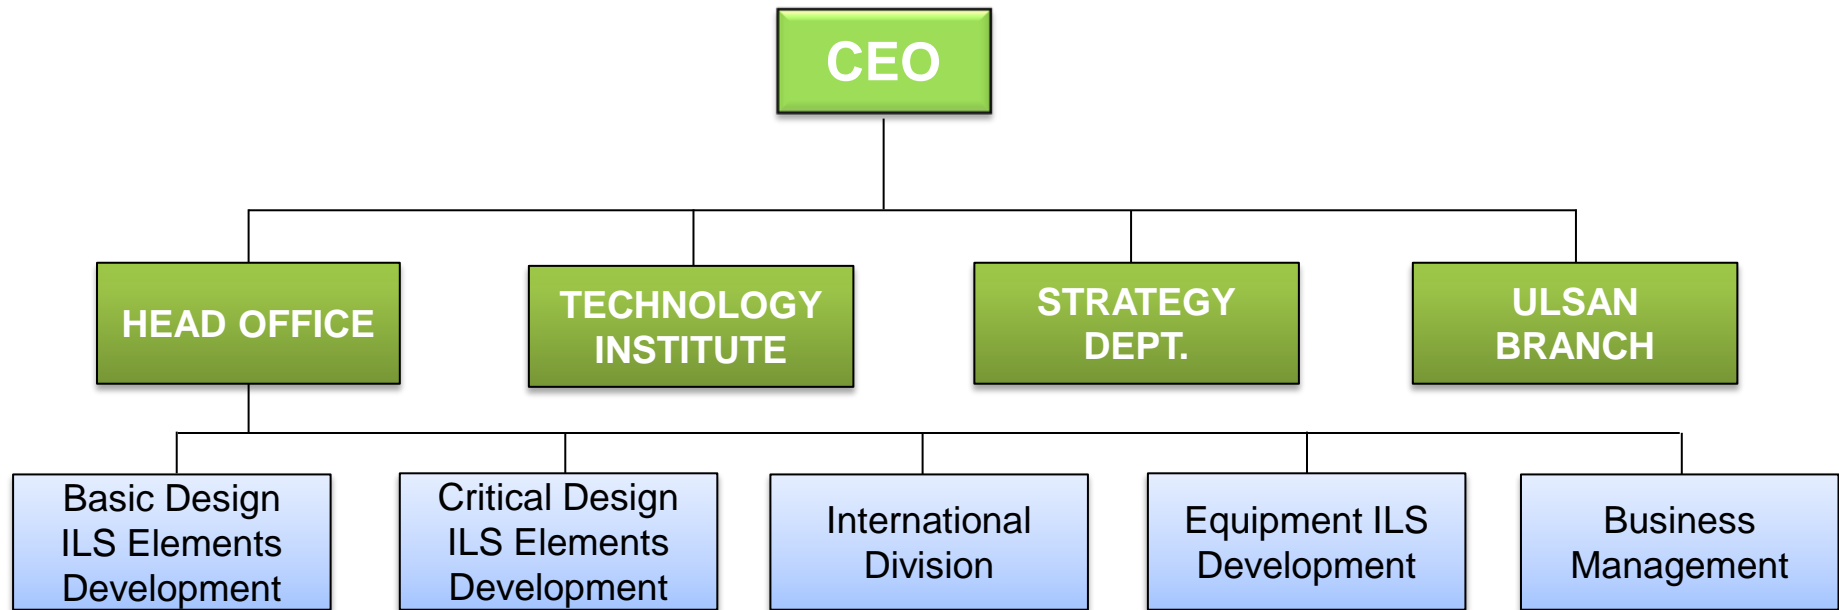 CEO
HEAD OFFICE
TECHNOLOGY
INSTITUTE
STRATEGY
DEPT.
ULSAN
BRANCH
Basic Design
ILS Elements
Development
Critical Design
ILS Elements
Development
International
Division
Equipment ILS
Development
Business
Management